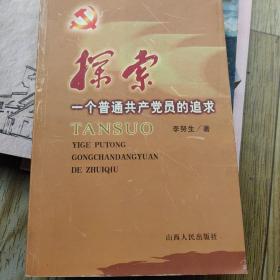 探索
一个普通共产党员的追求
TANSUO
李努生／著
YIGE PUTONG
GONGCHANDANGYUAN
DE ZHUIQIU
山西人民出版社